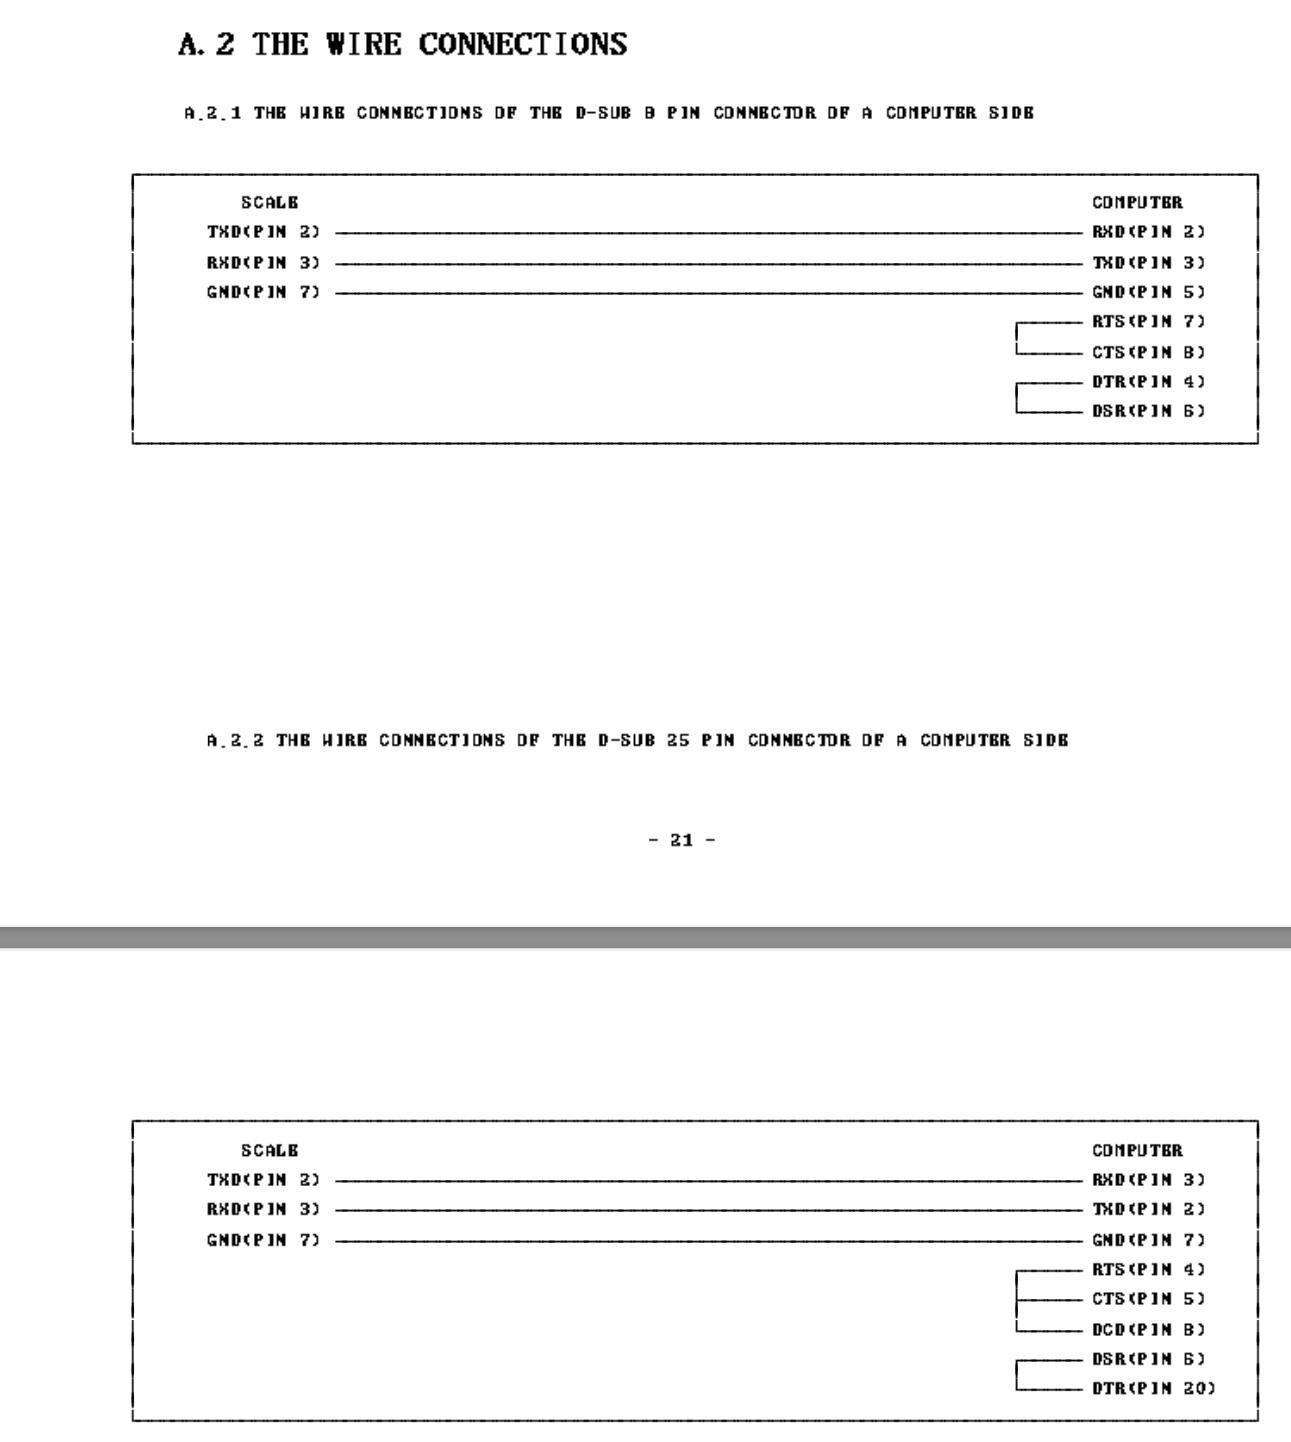 A.2 THE WIRE CONNECTIONS
A.2.1 THE WIRE CONNECTIONS OF THE D-SUB 9 PIN CONNECTOR OF A COMPUTER SIDE
SCALE COMPUTER
TXD(PIN 2) RXD(PIN 2)
RXD(PIN 3) TXD(PIN 3)
GND(PIN 7) GND(PIN 5)
RTS(PIN 7)
CTS(PIN 8)
DTR(PIN 4)
DSR(PIN 6)
A.2.2 THE WIRE CONNECTIONS OF THE D-SUB 25 PIN CONNECTOR OF A COMPUTER SIDE
- 21 -
SCALE COMPUTER
TXD(PIN 2) RXD(PIN 3)
RXD(PIN 3) TXD(PIN 2)
GND(PIN 7) GND(PIN 7)
RTS(PIN 4)
CTS(PIN 5)
DCD(PIN 8)
DSR(PIN 6)
DTR(PIN 20)